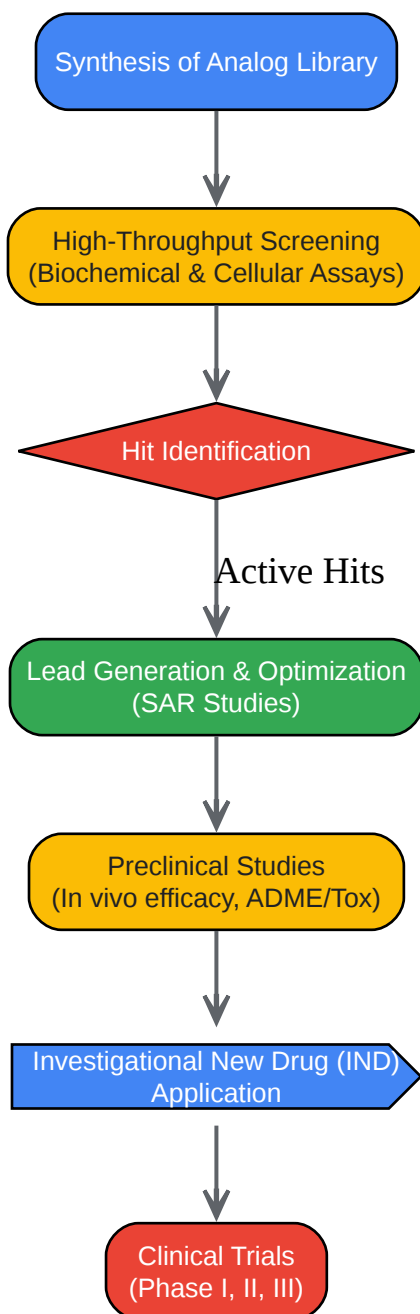 Synthesis of Analog Library
High-Throughput Screening
(Biochemical & Cellular Assays)
Hit Identification
Active Hits
Lead Generation & Optimization
(SAR Studies)
Preclinical Studies
(In vivo efficacy, ADME/Tox)
Investigational New Drug (IND)
Application
Clinical Trials
(Phase I, II, III)